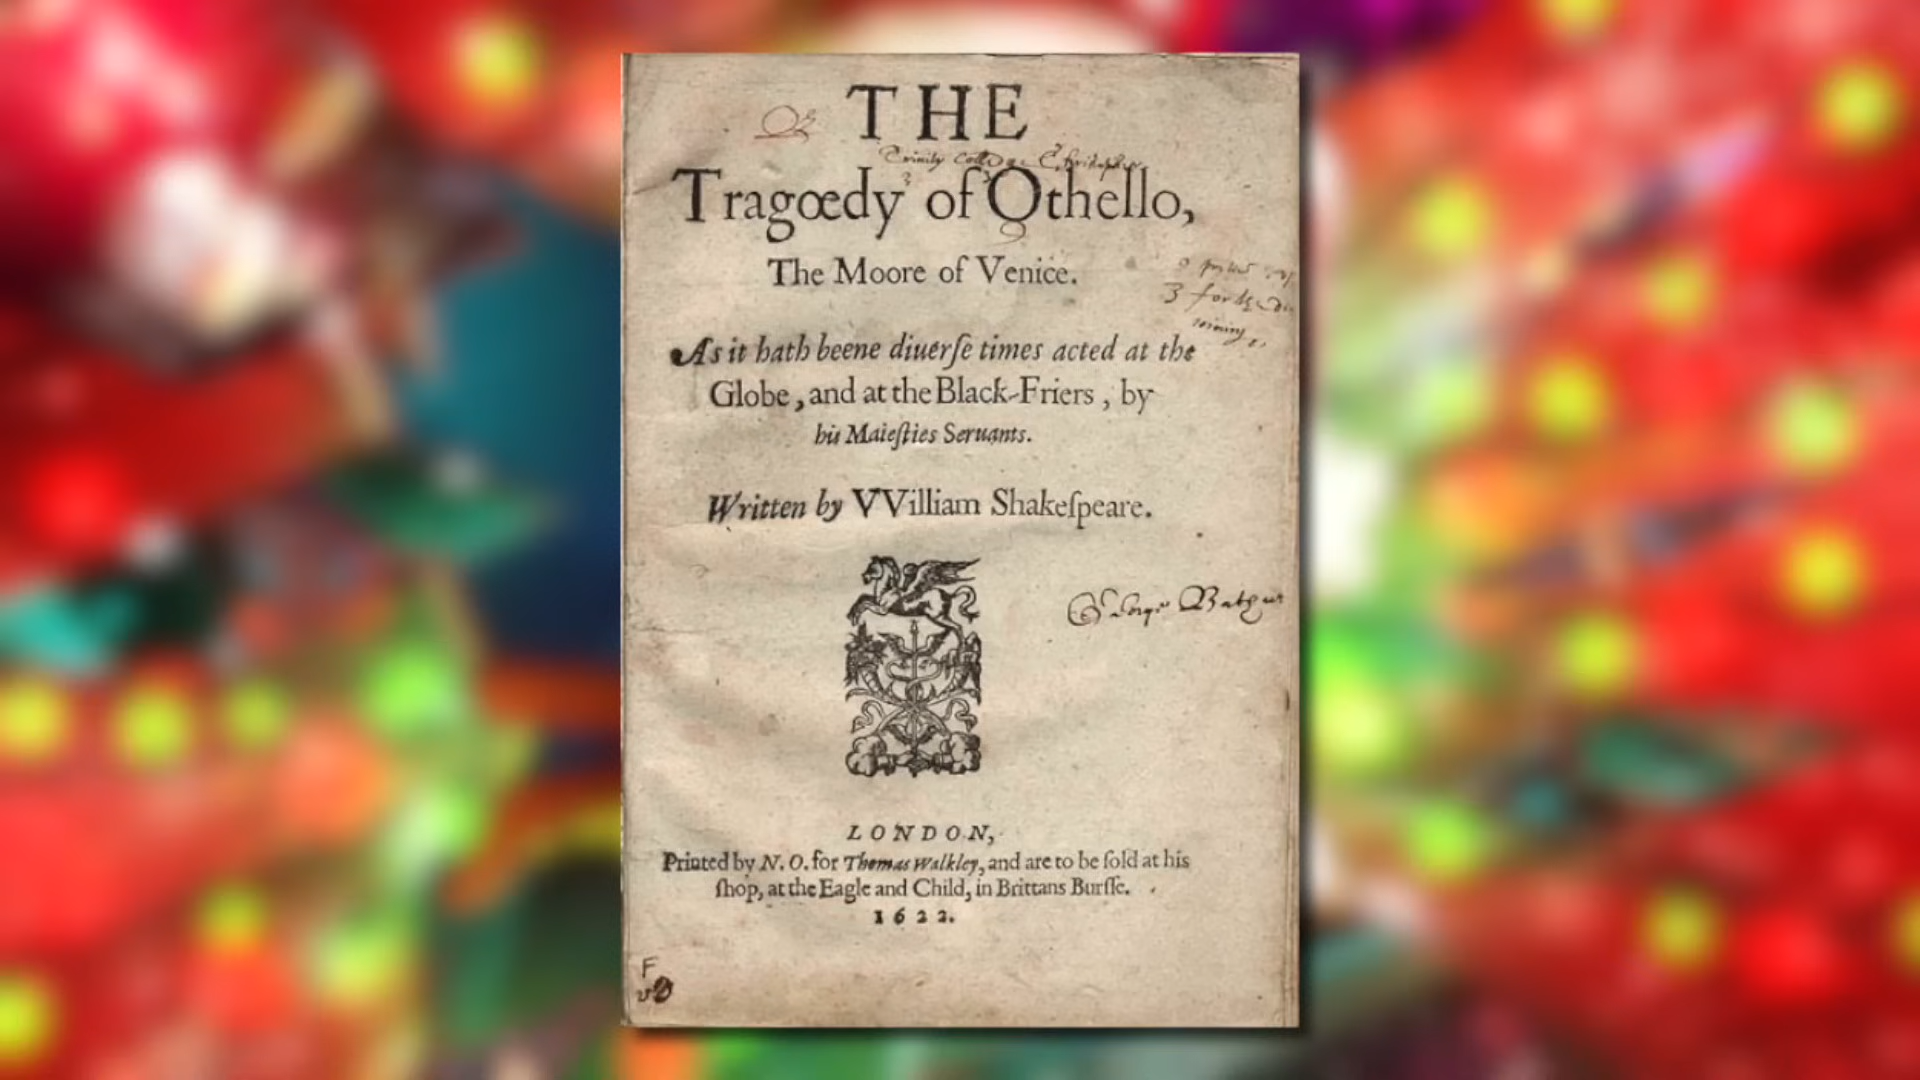 THE
Tragœdy of Othello,
The Moore of Venice.
As it hath beene diuerſe times acted at the
Globe, and at the Black-Friers, by
his Maieſties Seruants.
Written by VVilliam Shakeſpeare.
George
LONDON,
Printed by N. O. for Thomas Walkley, and are to be ſold at his
ſhop, at the Eagle and Child, in Brittans Burſſe.
1622.
F